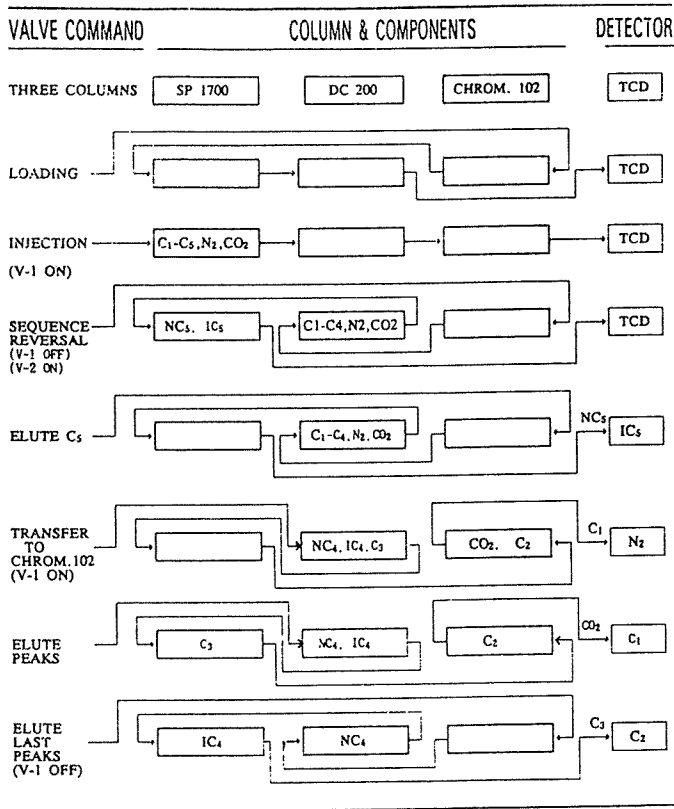 VALVE COMMAND COLUMN & COMPONENTS DETECTOR
THREE COLUMNS SP 1700 DC 200 CHROM. 102 TCD
LOADING TCD
INJECTION C₁-C₅,N₂,CO₂ TCD
(V-1 ON)
SEQUENCE NC₅, IC₅ C1-C4,N2,CO2 TCD
REVERSAL
(V-1 OFF)
(V-2 ON)
NC₅
ELUTE C₅ C₁-C₄,N₂,CO₂ IC₅
C₁
TRANSFER NC₄,IC₄,C₃ CO₂, C₂ N₂
TO
CHROM.102
(V-1 ON)
CO₂
ELUTE C₃ NC₄, IC₄ C₂ C₁
PEAKS
C₃
ELUTE IC₄ NC₄ C₂
LAST
PEAKS
(V-1 OFF)